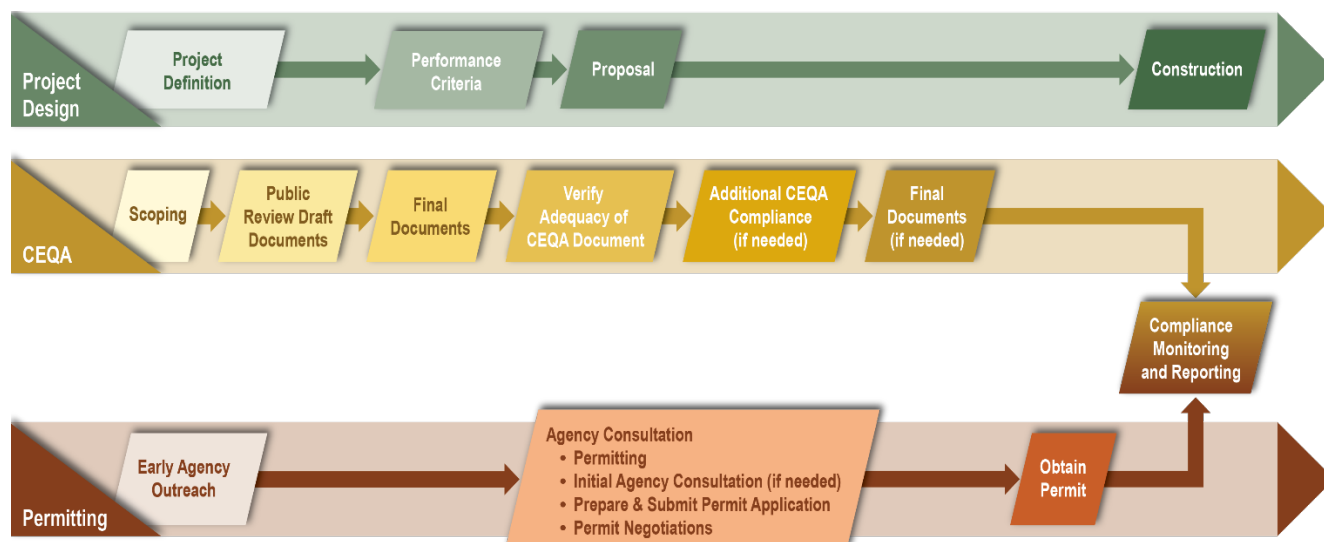 Project
Design
Project
Definition
Performance
Criteria
Proposal
Construction
CEQA
Scoping
Public
Review Draft
Documents
Final
Documents
Verify
Adequacy of
CEQA Document
Additional CEQA
Compliance
(if needed)
Final
Documents
(if needed)
Compliance
Monitoring
and Reporting
Permitting
Early Agency
Outreach
Agency Consultation
• Permitting
• Initial Agency Consultation (if needed)
• Prepare & Submit Permit Application
• Permit Negotiations
Obtain
Permit